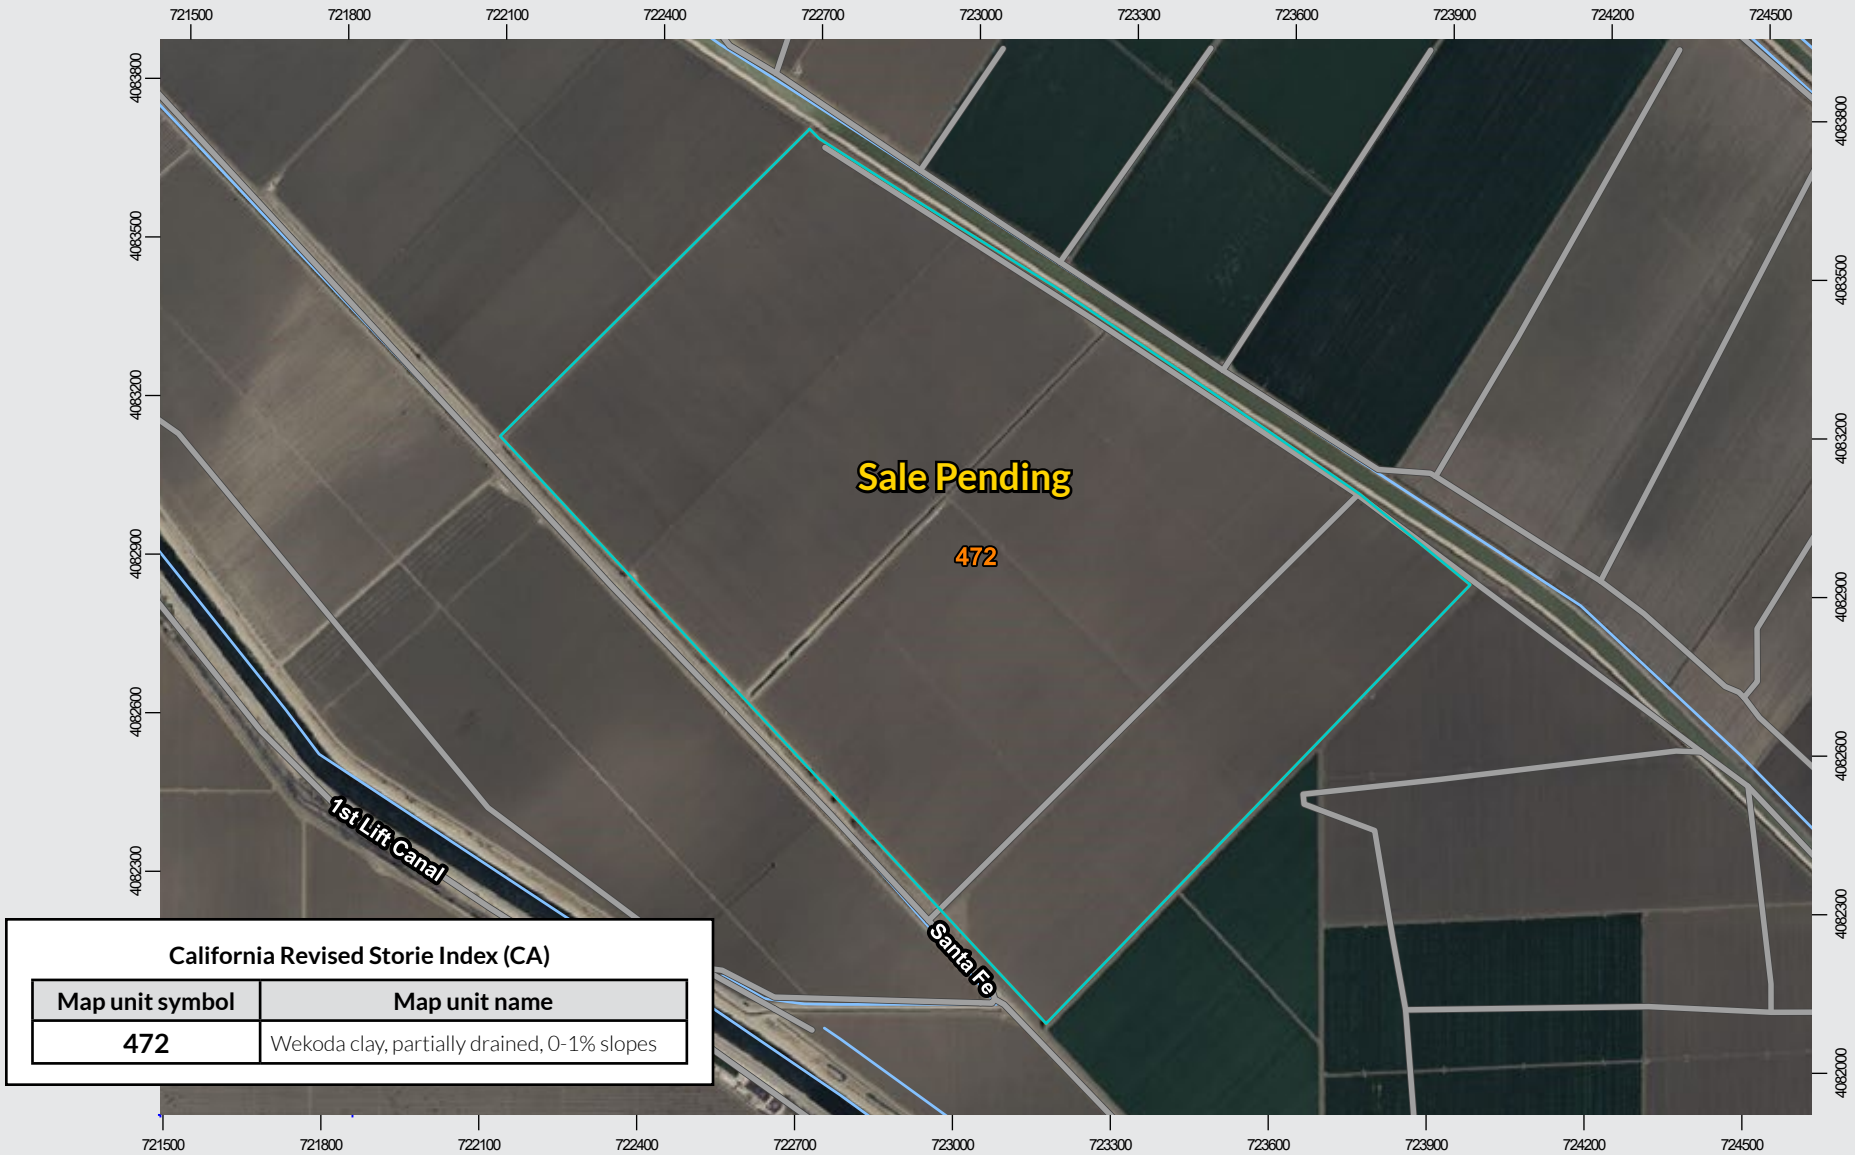 721500 721800 722100 722400 722700 723000 723300 723600 723900 724200 724500
4083800
4083500
4083200
4082900
4082600
4082300
4083800
4083500
4083200
4082900
4082600
4082300
4082000
Sale Pending
472
1st Lift Canal
Santa Fe
California Revised Storie Index (CA)
Map unit symbol Map unit name
472 Wekoda clay, partially drained, 0-1% slopes
721500 721800 722100 722400 722700 723000 723300 723600 723900 724200 724500